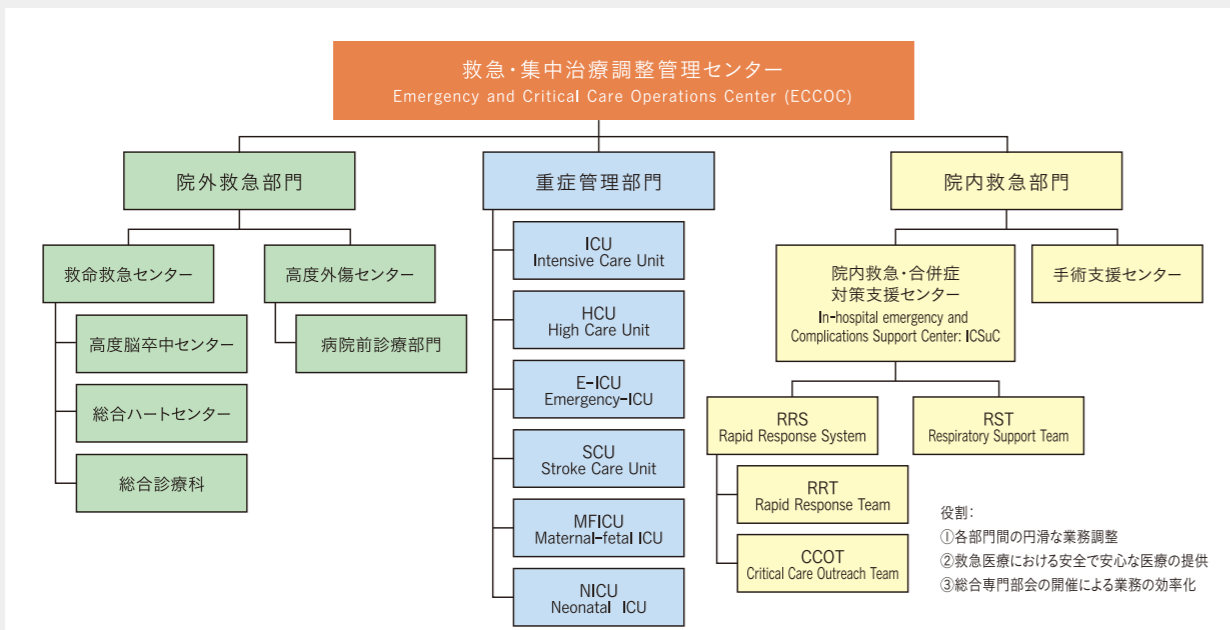 救急・集中治療調整管理センター
Emergency and Critical Care Operations Center (ECCOC)
院外救急部門
救命救急センター
高度脳卒中センター
総合ハートセンター
総合診療科
高度外傷センター
病院前診療部門
重症管理部門
ICU
Intensive Care Unit
HCU
High Care Unit
E-ICU
Emergency-ICU
SCU
Stroke Care Unit
MFICU
Maternal-fetal ICU
NICU
Neonatal ICU
院内救急部門
院内救急・合併症
対策支援センター
In-hospital emergency and
Complications Support Center: ICSuC
RRS
Rapid Response System
RRT
Rapid Response Team
CCOT
Critical Care Outreach Team
RST
Respiratory Support Team
手術支援センター
役割：
①各部門間の円滑な業務調整
②救急医療における安全で安心な医療の提供
③総合専門部会の開催による業務の効率化